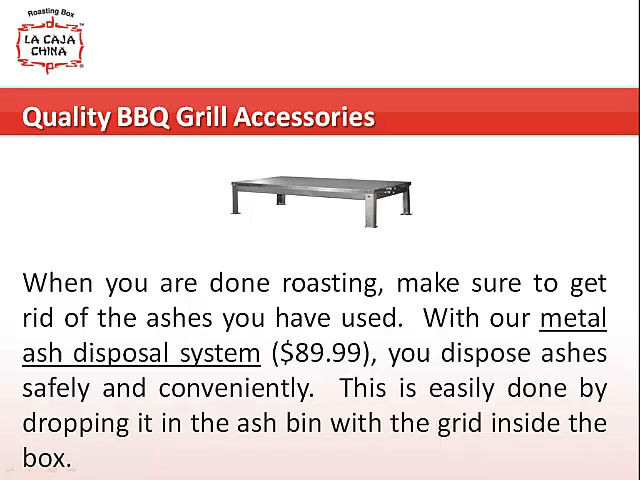 Roasting Box
LA CAJA
CHINA
™
Quality BBQ Grill Accessories
When you are done roasting, make sure to get
rid of the ashes you have used. With our metal
ash disposal system ($89.99), you dispose ashes
safely and conveniently. This is easily done by
dropping it in the ash bin with the grid inside the
box.